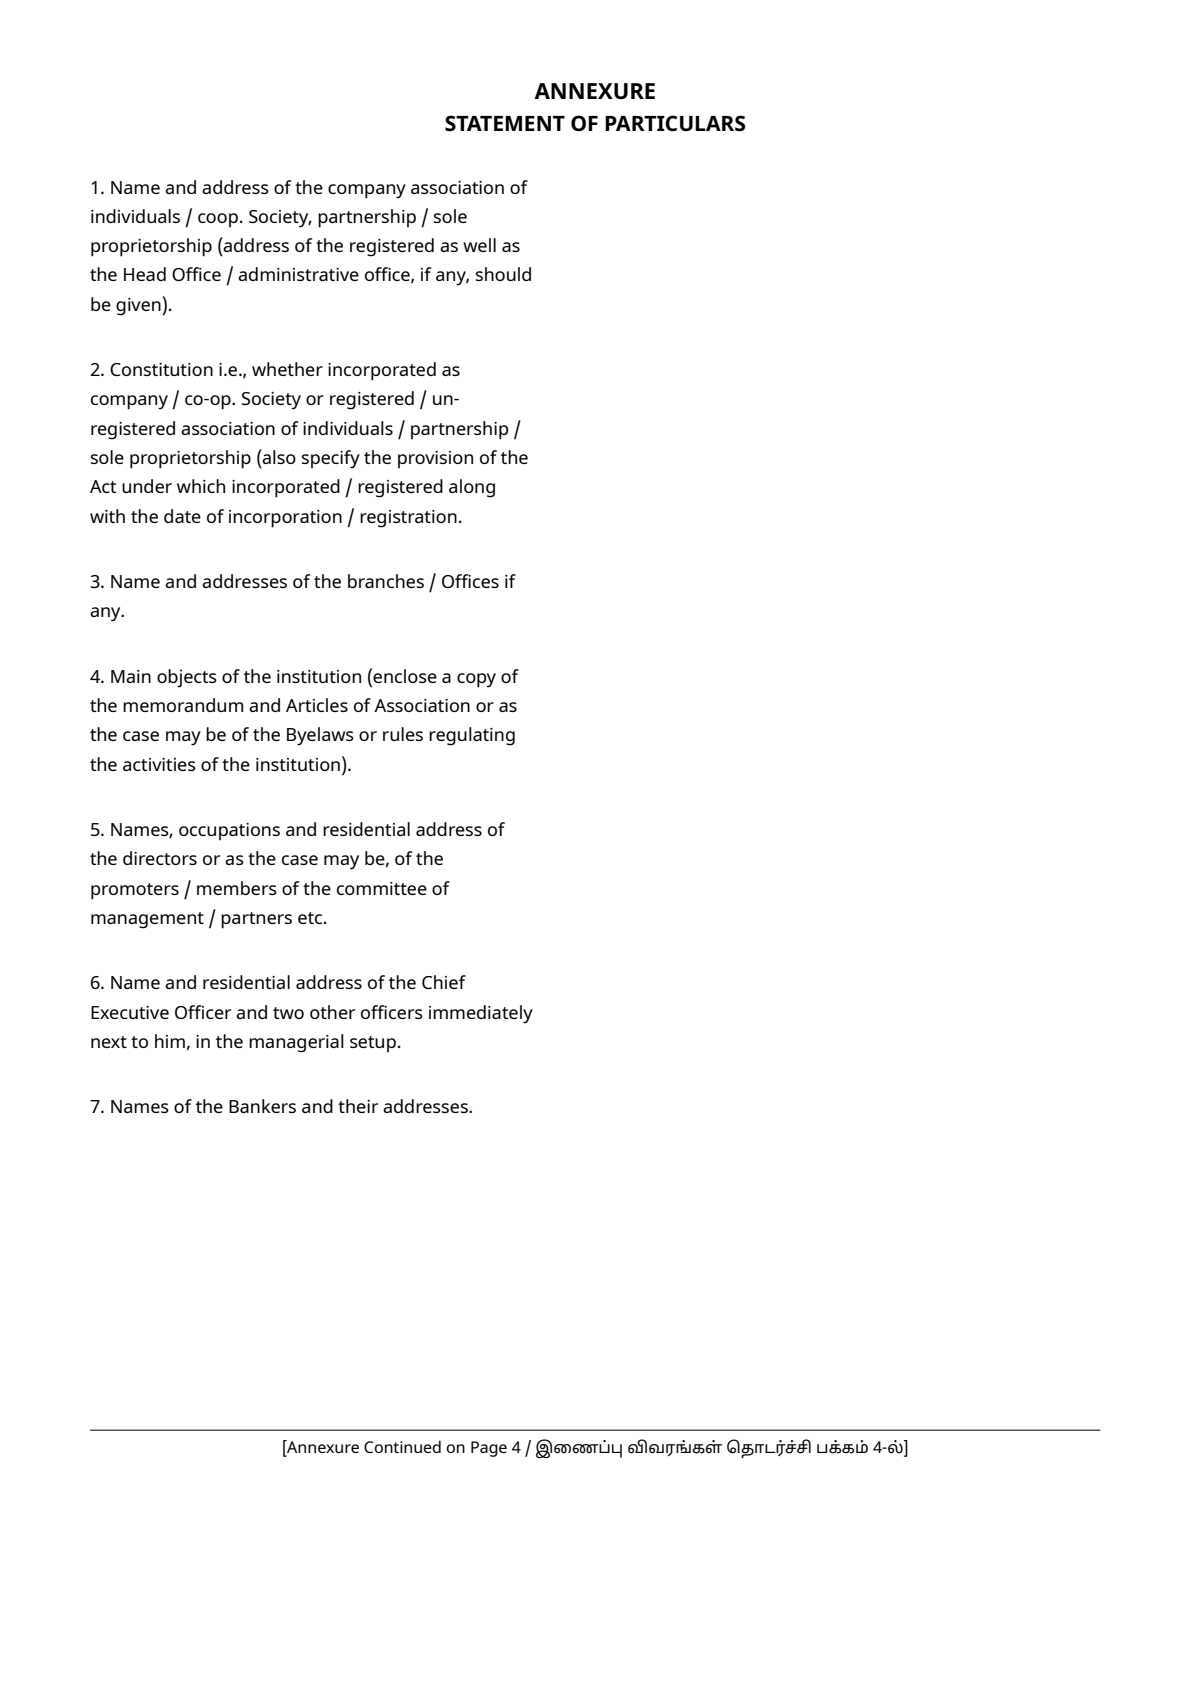 ANNEXURE
STATEMENT OF PARTICULARS
1. Name and address of the company association of
individuals / coop. Society, partnership / sole
proprietorship (address of the registered as well as
the Head Office / administrative office, if any, should
be given).
2. Constitution i.e., whether incorporated as
company / co-op. Society or registered / un-
registered association of individuals / partnership /
sole proprietorship (also specify the provision of the
Act under which incorporated / registered along
with the date of incorporation / registration.
3. Name and addresses of the branches / Offices if
any.
4. Main objects of the institution (enclose a copy of
the memorandum and Articles of Association or as
the case may be of the Byelaws or rules regulating
the activities of the institution).
5. Names, occupations and residential address of
the directors or as the case may be, of the
promoters / members of the committee of
management / partners etc.
6. Name and residential address of the Chief
Executive Officer and two other officers immediately
next to him, in the managerial setup.
7. Names of the Bankers and their addresses.
[Annexure Continued on Page 4 / இணைப்பு விவரங்கள் தொடர்ச்சி பக்கம் 4-ல்]